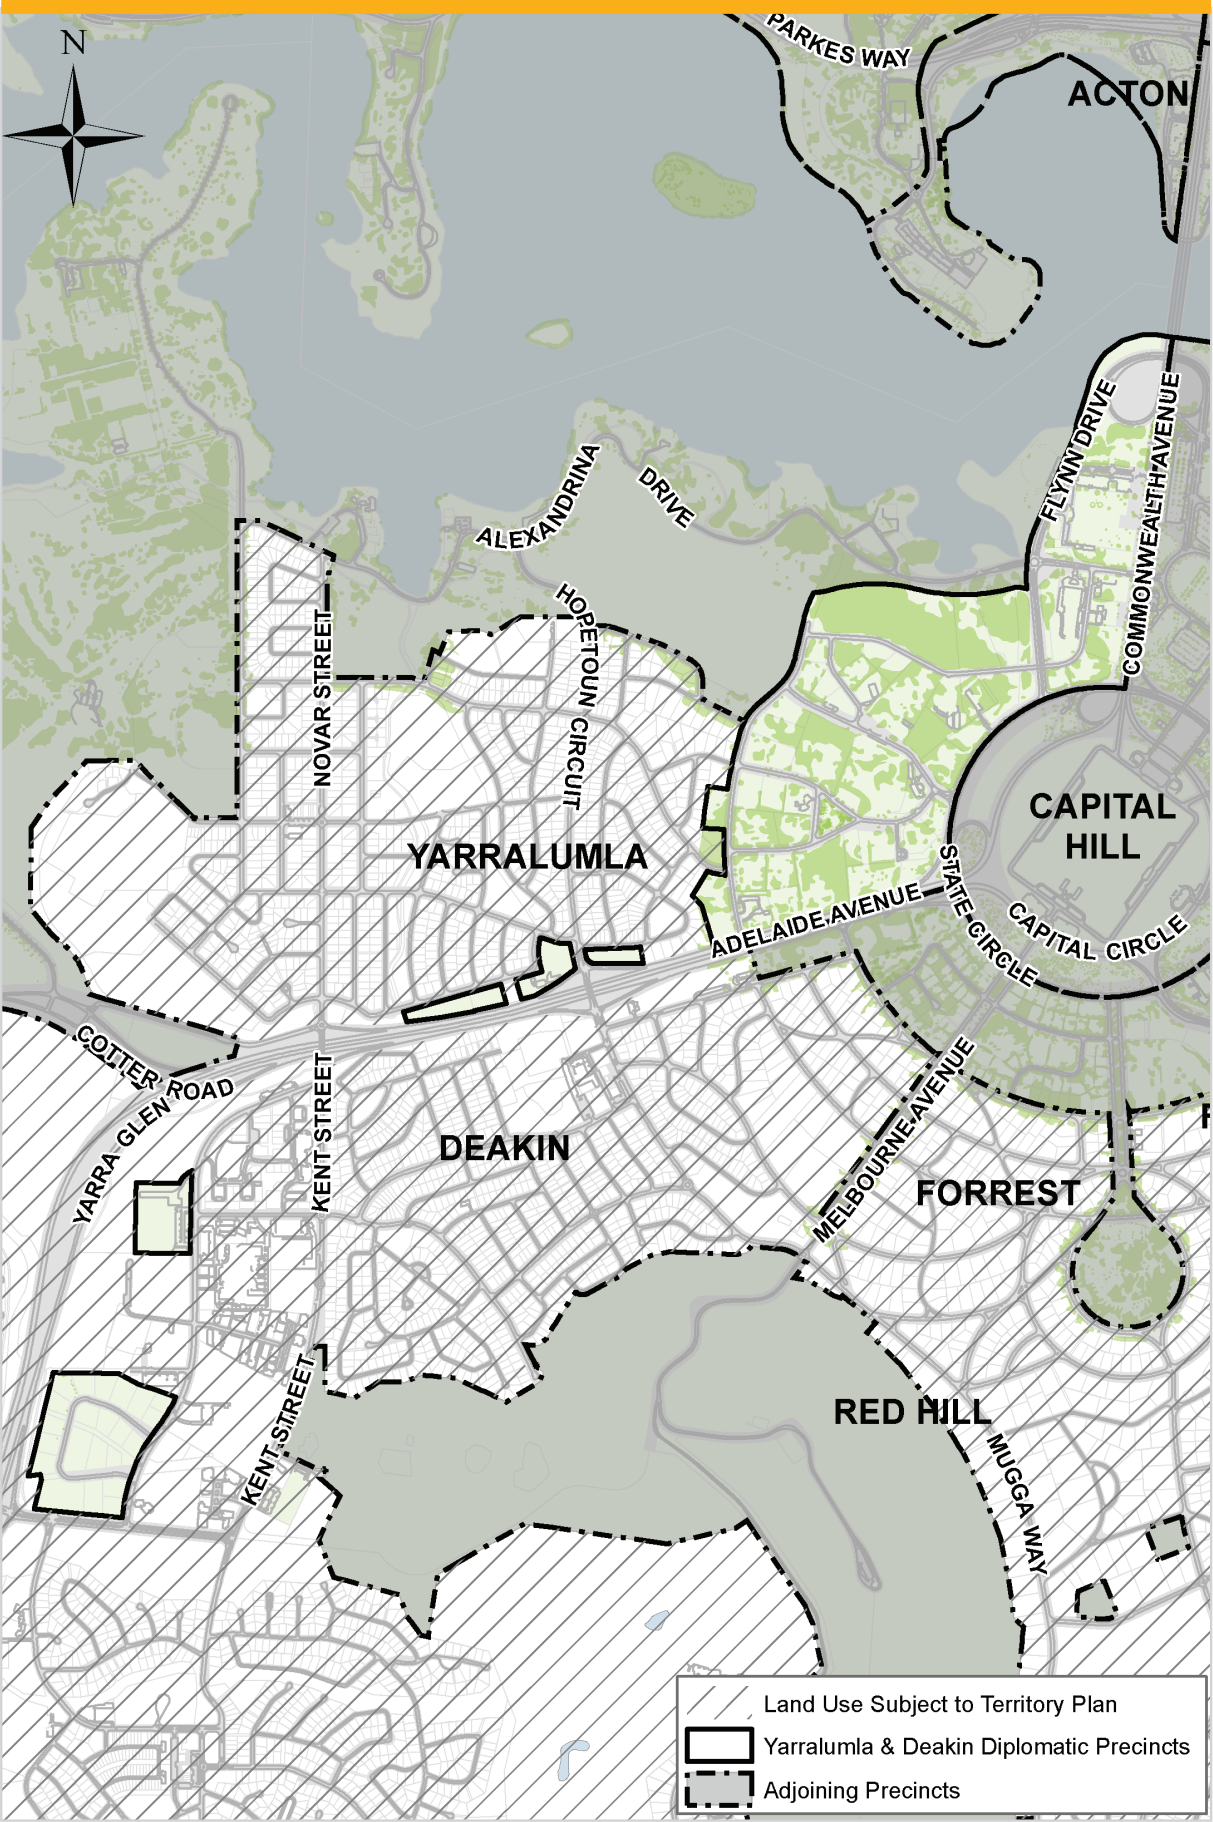 N
PARKES WAY
ACTON
FLYNN DRIVE
COMMONWEALTH AVENUE
ALEXANDRINA
DRIVE
HOPETOUN CIRCUIT
NOVAR STREET
CAPITAL
HILL
YARRALUMLA
STATE CIRCLE
CAPITAL CIRCLE
ADELAIDE AVENUE
COTTER ROAD
YARRA GLEN
KENT STREET
DEAKIN
MELBOURNE AVENUE
FORREST
KENT STREET
RED HILL
MUGGA WAY
Land Use Subject to Territory Plan
Yarralumla & Deakin Diplomatic Precincts
Adjoining Precincts